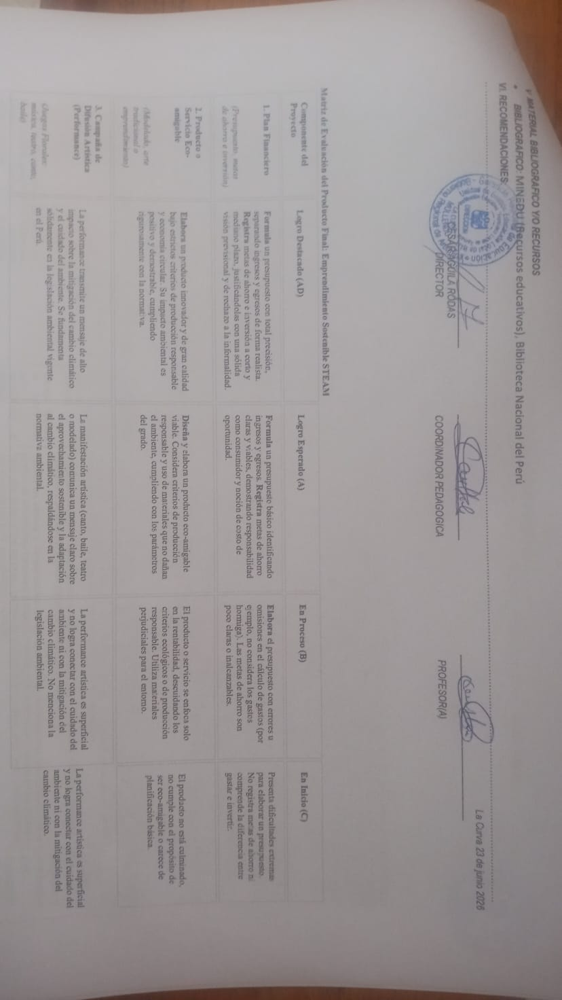 V MATERIAL BIBLIOGRAFICO Y/O RECURSOS
• BIBLIOGRAFICO: MINEDU (Recursos educativos), Biblioteca Nacional del Perú
VI. RECOMENDACIONES:
La Curva 23 de junio 2026
CESAR AGUILA RODAS
DIRECTOR
COORDINADOR PEDAGOGICA
PROFESOR(A)
Matriz de Evaluación del Producto Final: Emprendimiento Sostenible STEAM
Componente del
Proyecto
Logro Destacado (AD)
Logro Esperado (A)
En Proceso (B)
En Inicio (C)
1. Plan Financiero
(Presupuesto, metas
de ahorro e inversión)
Formula un presupuesto con total precisión,
separando ingresos y egresos de forma realista.
Registra metas de ahorro e inversión a corto y
mediano plazo, justificándolas con una sólida
visión previsional y de rechazo a la informalidad.
Formula un presupuesto básico identificando
ingresos y egresos. Registra metas de ahorro
claras y viables, demostrando responsabilidad
como consumidor y noción de costo de
oportunidad.
Elabora el presupuesto con errores u
omisiones en el cálculo de gastos (por
ejemplo, no considera los gastos
hormiga). Las metas de ahorro son
poco claras o inalcanzables.
Presenta dificultades extremas
para elaborar un presupuesto.
No registra metas de ahorro ni
comprende la diferencia entre
gastar e invertir.
2. Producto o
Servicio Eco-
amigable
(Modelado, arte
tradicional o
emprendimiento)
Elabora un producto innovador y de gran calidad
bajo estrictos criterios de producción responsable
y economía circular. Su impacto ambiental es
positivo y demostrable, cumpliendo
rigurosamente con la normativa.
Diseña y elabora un producto eco-amigable
viable. Considera criterios de producción
responsable y uso de materiales que no dañan
el ambiente, cumpliendo con los parámetros
del grado.
El producto o servicio se enfoca solo
en la rentabilidad, descuidando los
criterios ecológicos o de producción
responsable. Utiliza materiales
perjudiciales para el entorno.
El producto no está culminado,
no cumple con el propósito de
ser eco-amigable o carece de
planificación básica.
3. Campaña de
Difusión Artística
(Performance)
(Juegos Florales:
música, teatro, canto,
baile)
La performance transmite un mensaje de alto
impacto sobre la mitigación del cambio climático
y el cuidado del ambiente. Se fundamenta
sólidamente en la legislación ambiental vigente
en el Perú.
La manifestación artística (canto, baile, teatro
o modelado) comunica un mensaje claro sobre
el aprovechamiento sostenible y la adaptación
al cambio climático, respaldándose en la
normativa ambiental.
La performance artística es superficial
y no logra conectar con el cuidado del
ambiente ni con la mitigación del
cambio climático. No menciona la
legislación ambiental.
La performance artística es superficial
y no logra conectar con el cuidado del
ambiente ni con la mitigación del
cambio climático.